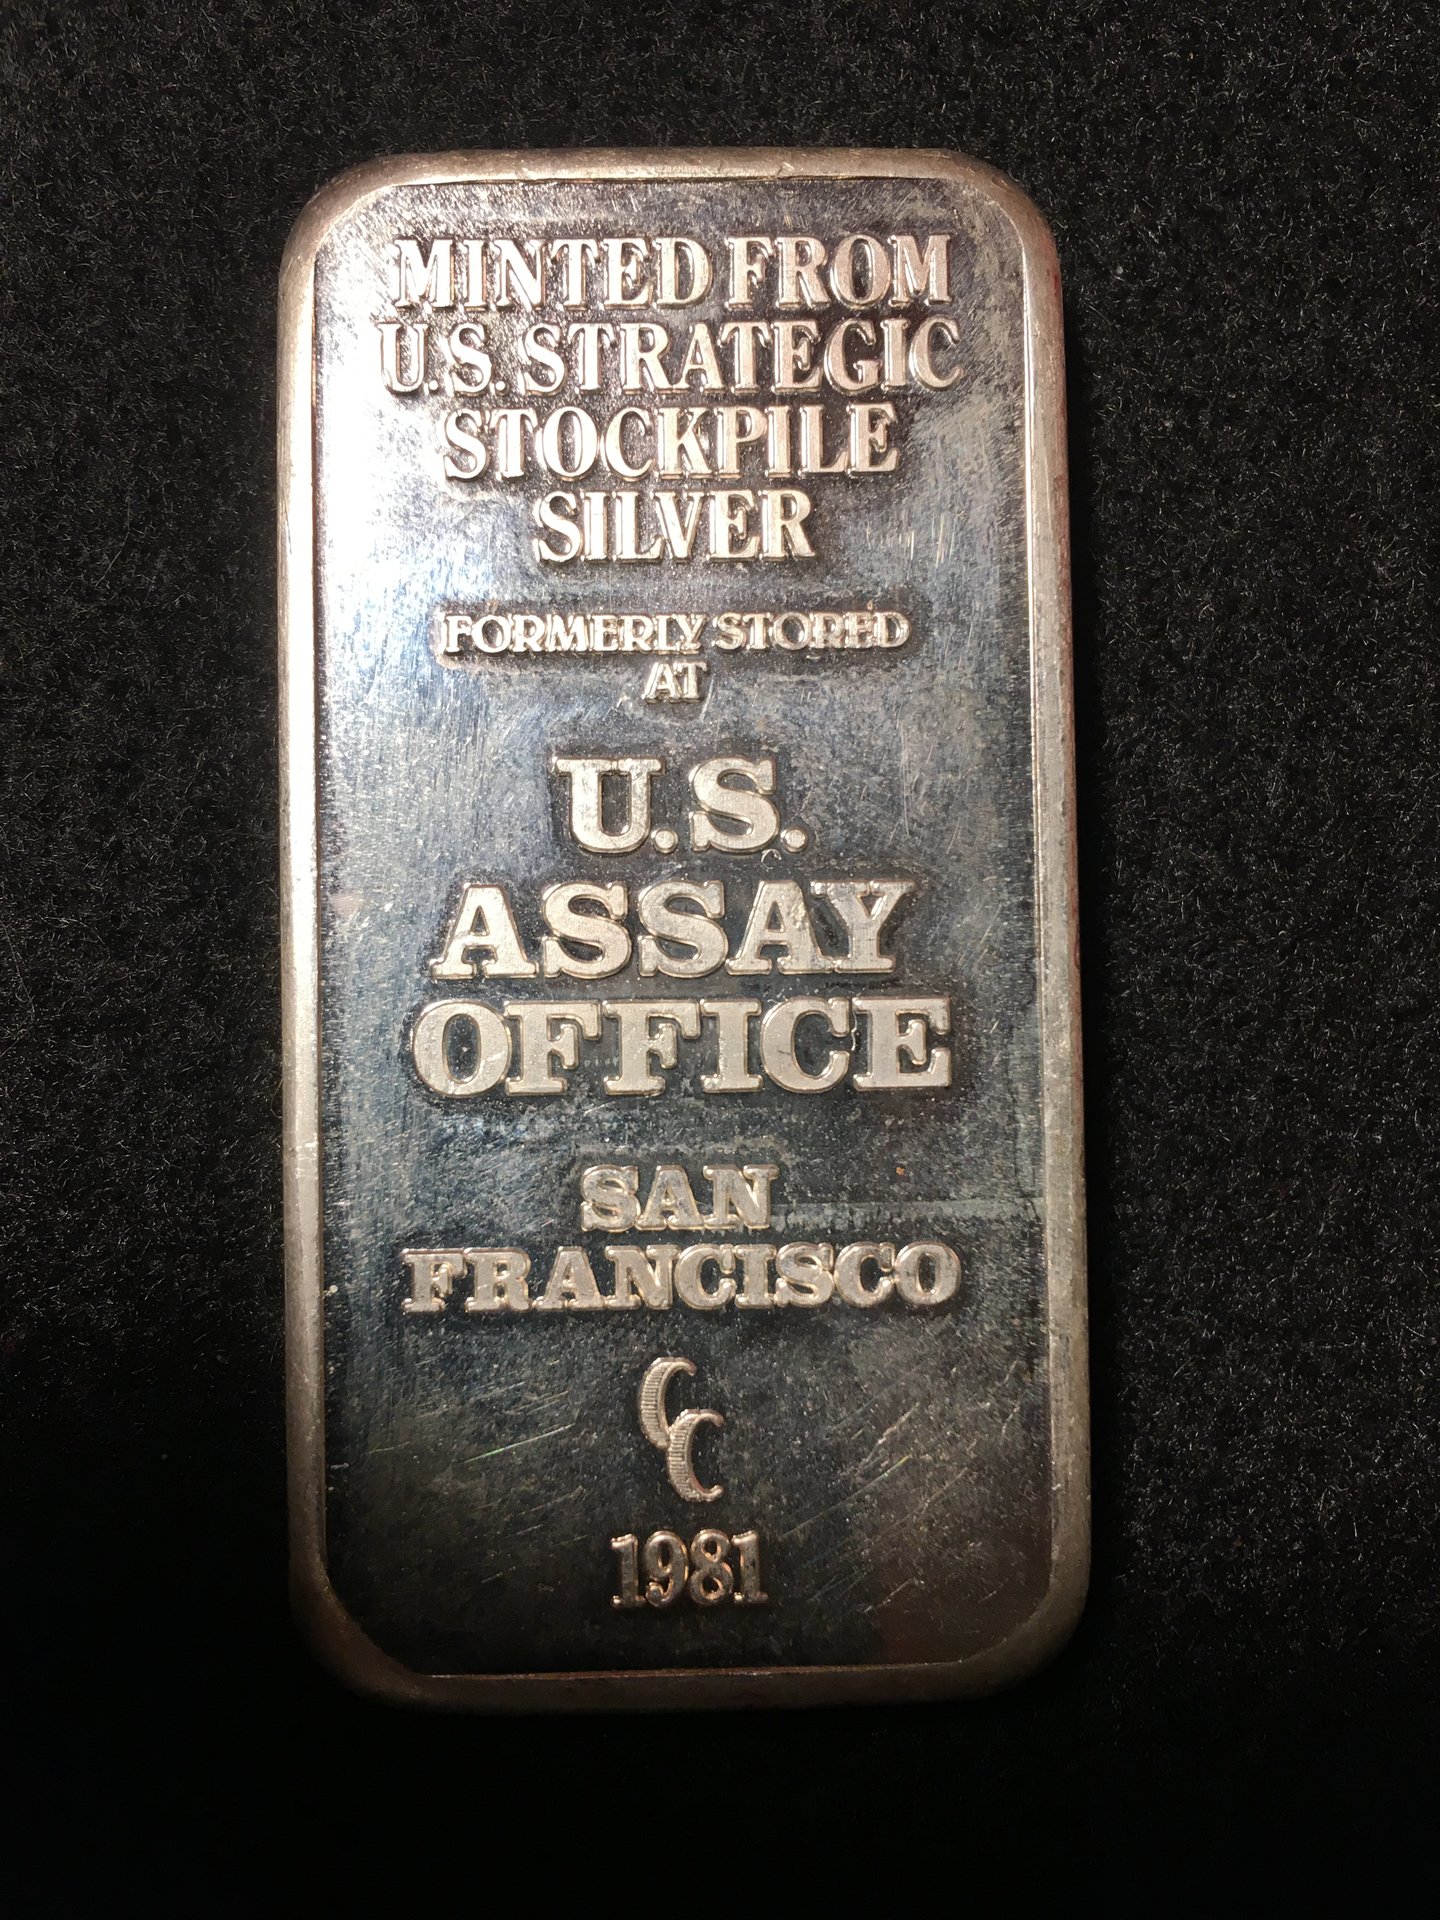 MINTED FROM
U.S. STRATEGIC
STOCKPILE
SILVER
FORMERLY STORED
AT
U.S.
ASSAY
OFFICE
SAN
FRANCISCO
CC
1981